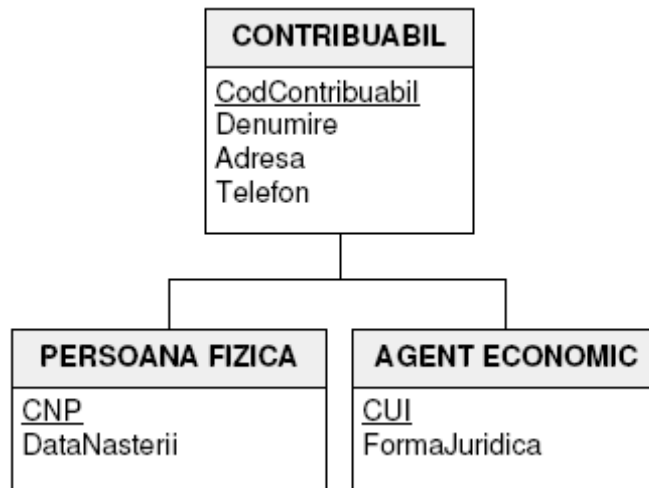 CONTRIBUABIL
CodContribuabil
Denumire
Adresa
Telefon
PERSOANA FIZICA
CNP
DataNasterii
AGENT ECONOMIC
CUI
FormaJuridica